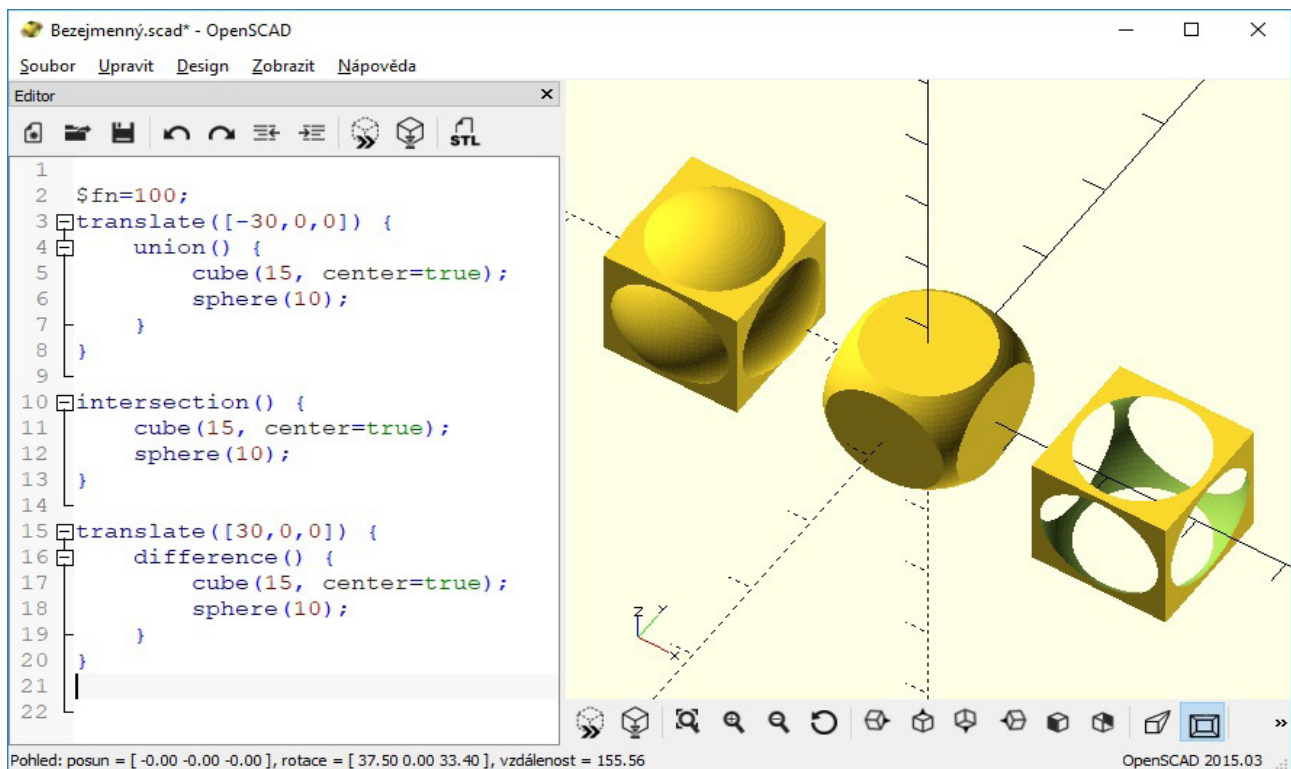 Bezejmenný.scad* - OpenSCAD
Soubor Upravit Design Zobrazit Nápověda
Editor
STL
1
2 $fn=100;
3 translate([-30,0,0]) {
4 union() {
5 cube(15, center=true);
6 sphere(10);
7 }
8 }
9
10 intersection() {
11 cube(15, center=true);
12 sphere(10);
13 }
14
15 translate([30,0,0]) {
16 difference() {
17 cube(15, center=true);
18 sphere(10);
19 }
20 }
21
22
Z
Y
X
Pohled: posun = [ -0.00 -0.00 -0.00 ], rotace = [ 37.50 0.00 33.40 ], vzdálenost = 155.56
OpenSCAD 2015.03